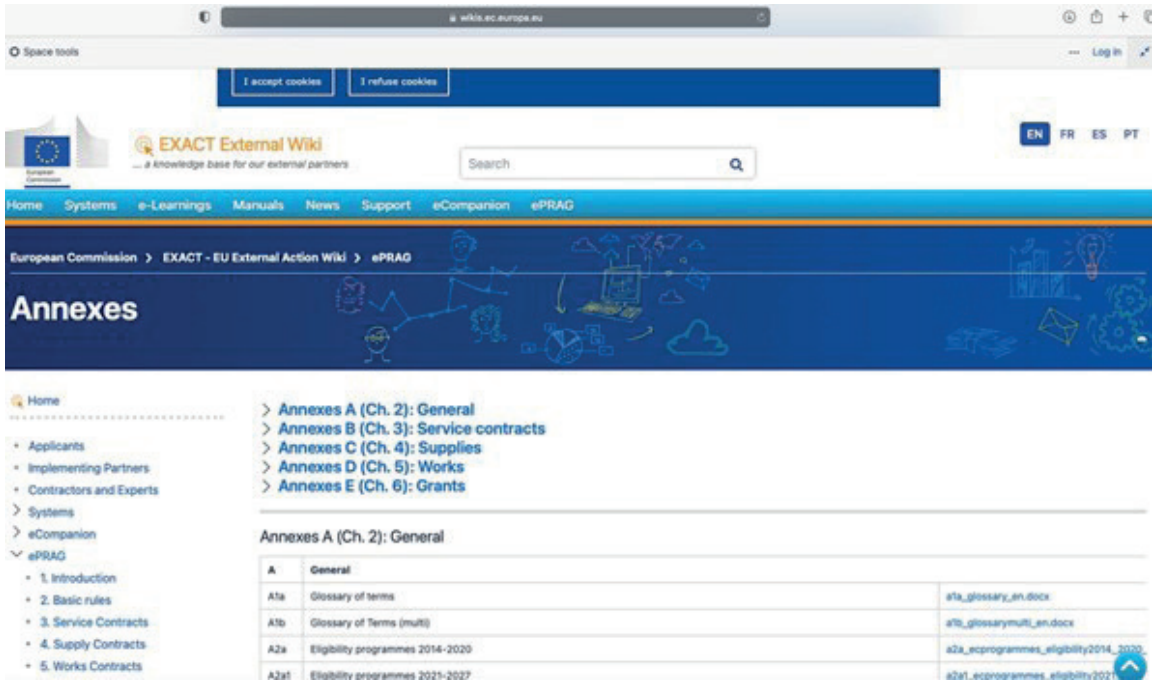 wikis.ec.europa.eu
Space tools
Log in
I accept cookies I refuse cookies
EXACT External Wiki
... a knowledge base for our external partners
European
Commission
Search
EN FR ES PT
Home Systems e-Learnings Manuals News Support eCompanion ePRAG
European Commission > EXACT - EU External Action Wiki > ePRAG
Annexes
Home
Applicants
Implementing Partners
Contractors and Experts
Systems
eCompanion
ePRAG
1. Introduction
2. Basic rules
3. Service Contracts
4. Supply Contracts
5. Works Contracts
Annexes A (Ch. 2): General
Annexes B (Ch. 3): Service contracts
Annexes C (Ch. 4): Supplies
Annexes D (Ch. 5): Works
Annexes E (Ch. 6): Grants
Annexes A (Ch. 2): General
A General
A1a Glossary of terms a1a_glossary_en.docx
A1b Glossary of Terms (multi) a1b_glossarymulti_en.docx
A2a Eligibility programmes 2014-2020 a2a_ecprogrammes_eligibility2014_2020_
A2a1 Eligibility programmes 2021-2027 a2a1_ecprogrammes_eligibility2021